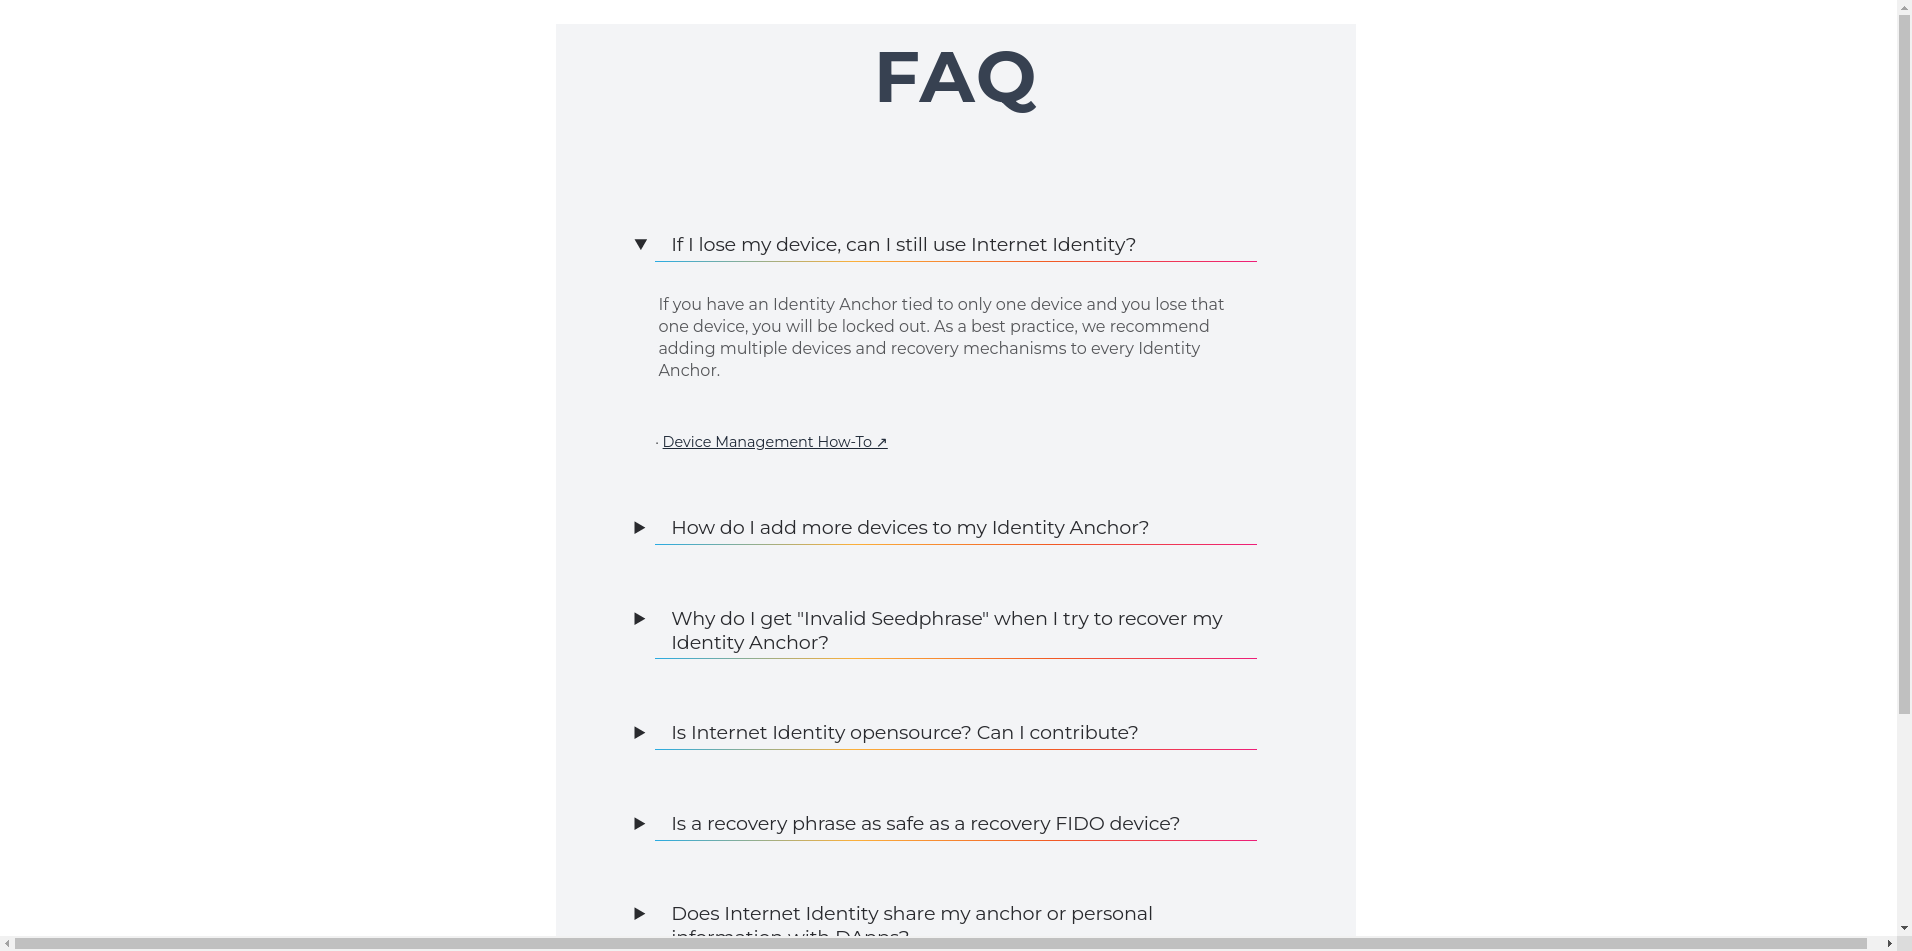 FAQ
If I lose my device, can I still use Internet Identity?
If you have an Identity Anchor tied to only one device and you lose that
one device, you will be locked out. As a best practice, we recommend
adding multiple devices and recovery mechanisms to every Identity
Anchor.
· Device Management How-To ↗
How do I add more devices to my Identity Anchor?
Why do I get "Invalid Seedphrase" when I try to recover my
Identity Anchor?
Is Internet Identity opensource? Can I contribute?
Is a recovery phrase as safe as a recovery FIDO device?
Does Internet Identity share my anchor or personal
information with DApps?